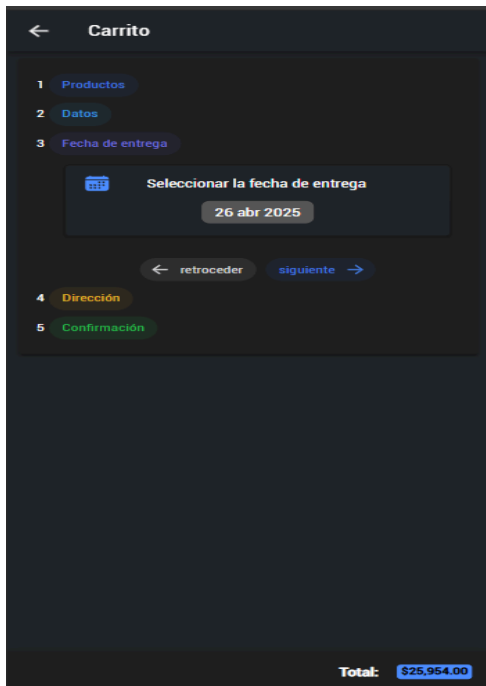 Carrito
1 Productos
2 Datos
3 Fecha de entrega
Seleccionar la fecha de entrega
26 abr 2025
retroceder siguiente
4 Dirección
5 Confirmación
Total: $25,954.00